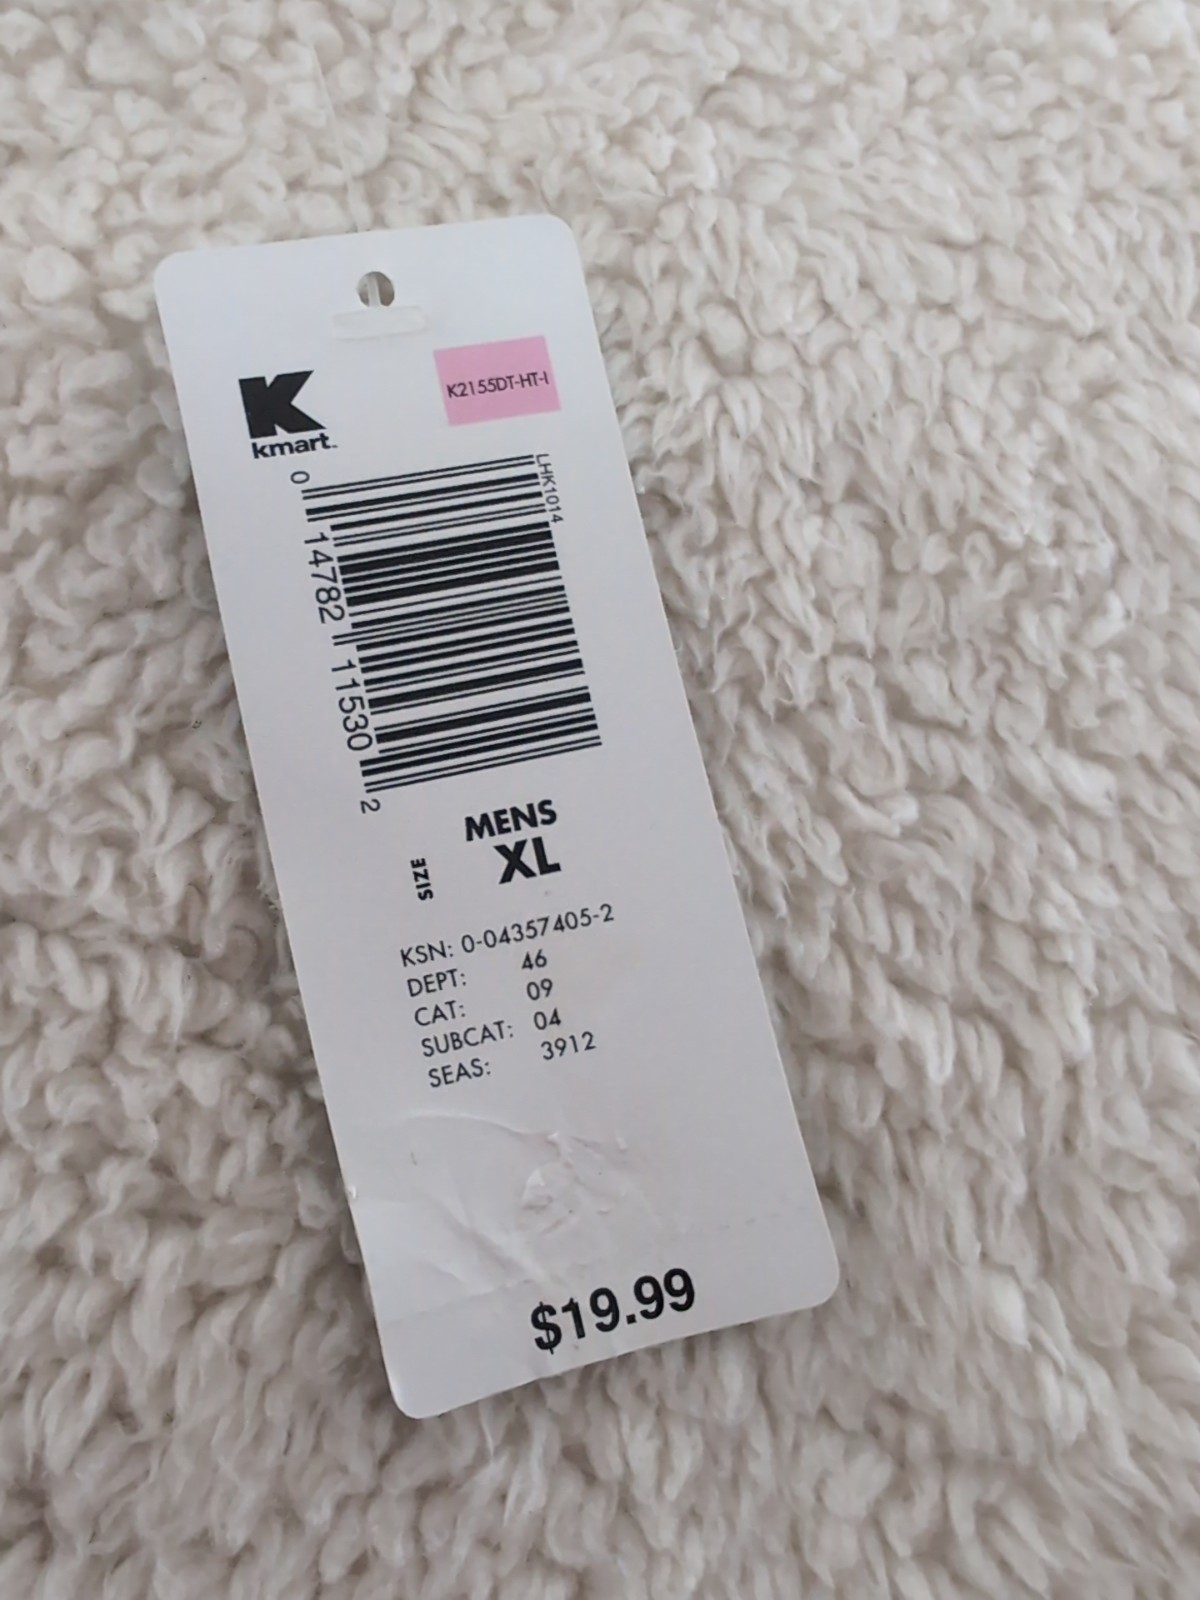 K
kmart™
K2155DT-HT-I
LHK1014
0 14782 11530 2
SIZE
MENS
XL
KSN: 0-04357405-2
DEPT: 46
CAT: 09
SUBCAT: 04
SEAS: 3912
$19.99